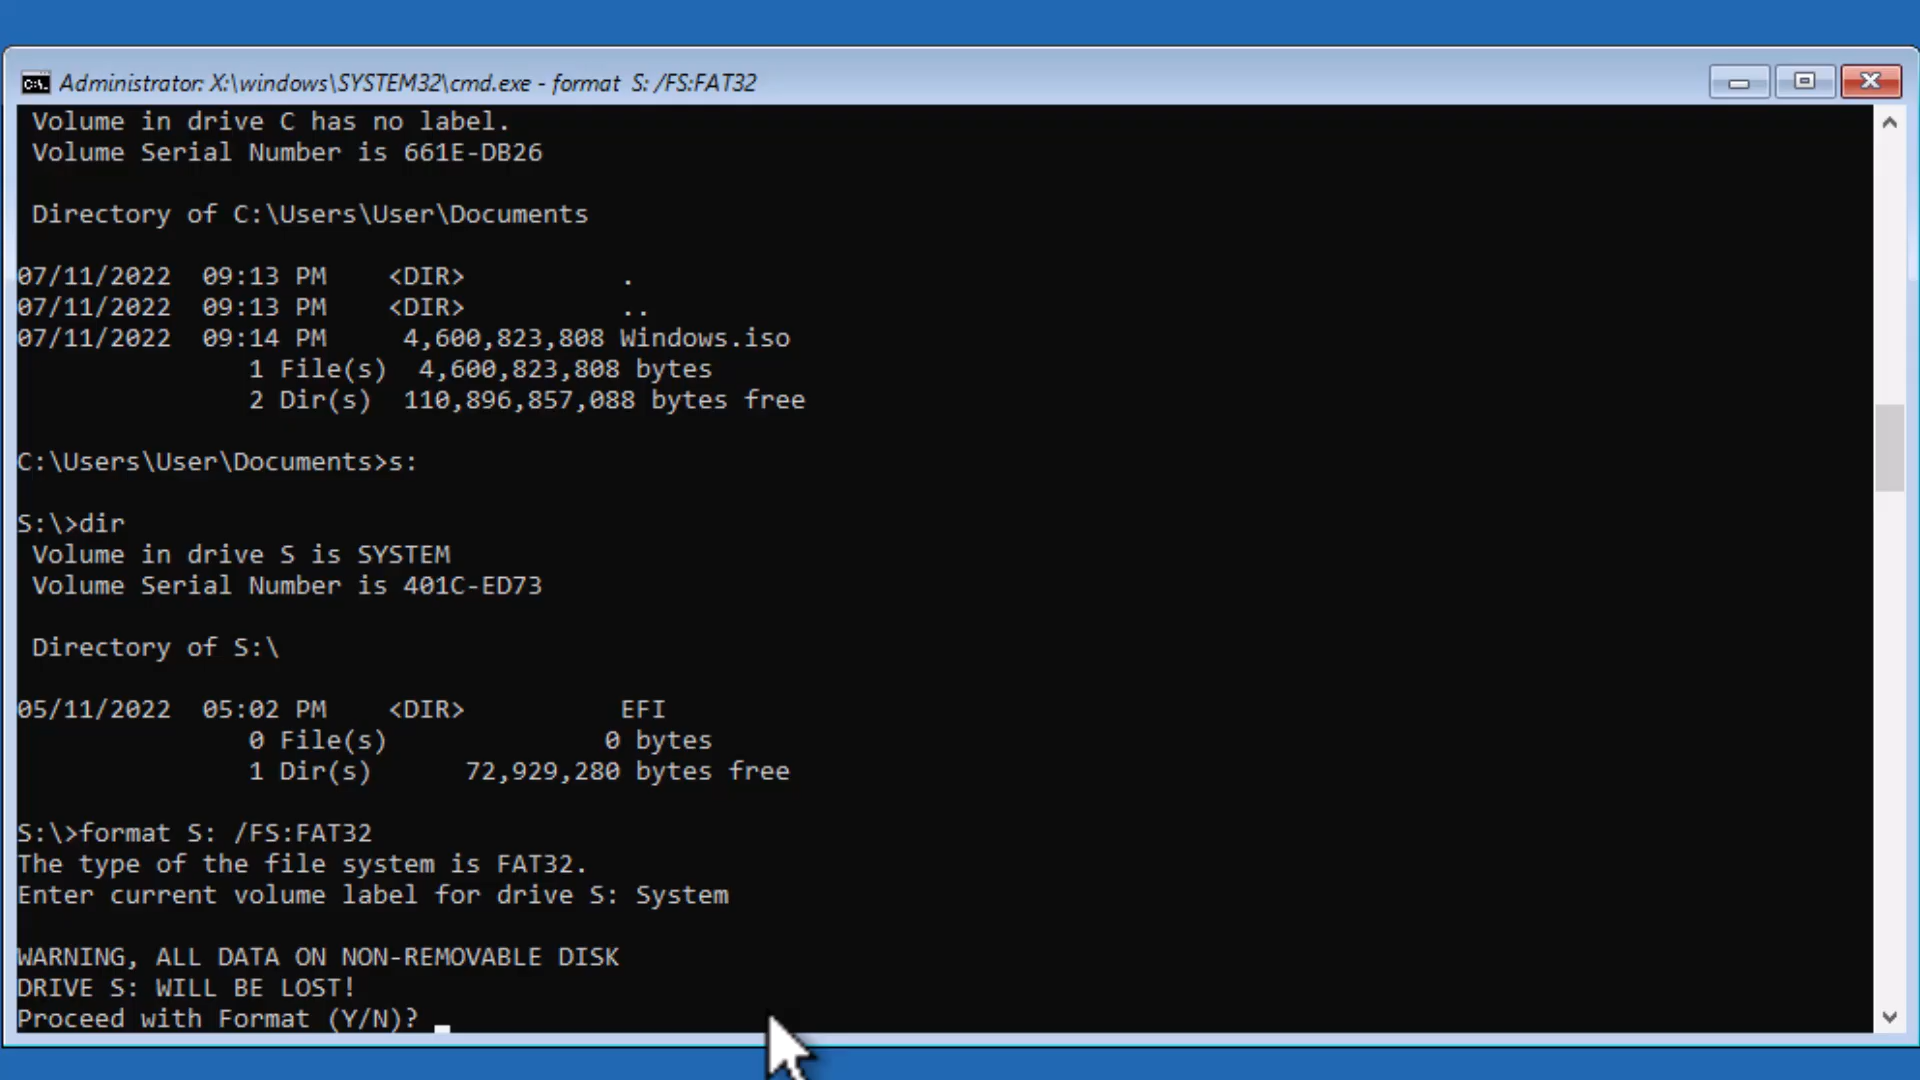 Administrator: X:\windows\SYSTEM32\cmd.exe - format  S: /FS:FAT32
Volume in drive C has no label.
Volume Serial Number is 661E-DB26
Directory of C:\Users\User\Documents
07/11/2022  09:13 PM    <DIR>          .
07/11/2022  09:13 PM    <DIR>          ..
07/11/2022  09:14 PM     4,600,823,808 Windows.iso
1 File(s)  4,600,823,808 bytes
2 Dir(s)  110,896,857,088 bytes free
C:\Users\User\Documents>s:
S:\>dir
Volume in drive S is SYSTEM
Volume Serial Number is 401C-ED73
Directory of S:\
05/11/2022  05:02 PM    <DIR>          EFI
0 File(s)              0 bytes
1 Dir(s)      72,929,280 bytes free
S:\>format S: /FS:FAT32
The type of the file system is FAT32.
Enter current volume label for drive S: System
WARNING, ALL DATA ON NON-REMOVABLE DISK
DRIVE S: WILL BE LOST!
Proceed with Format (Y/N)?